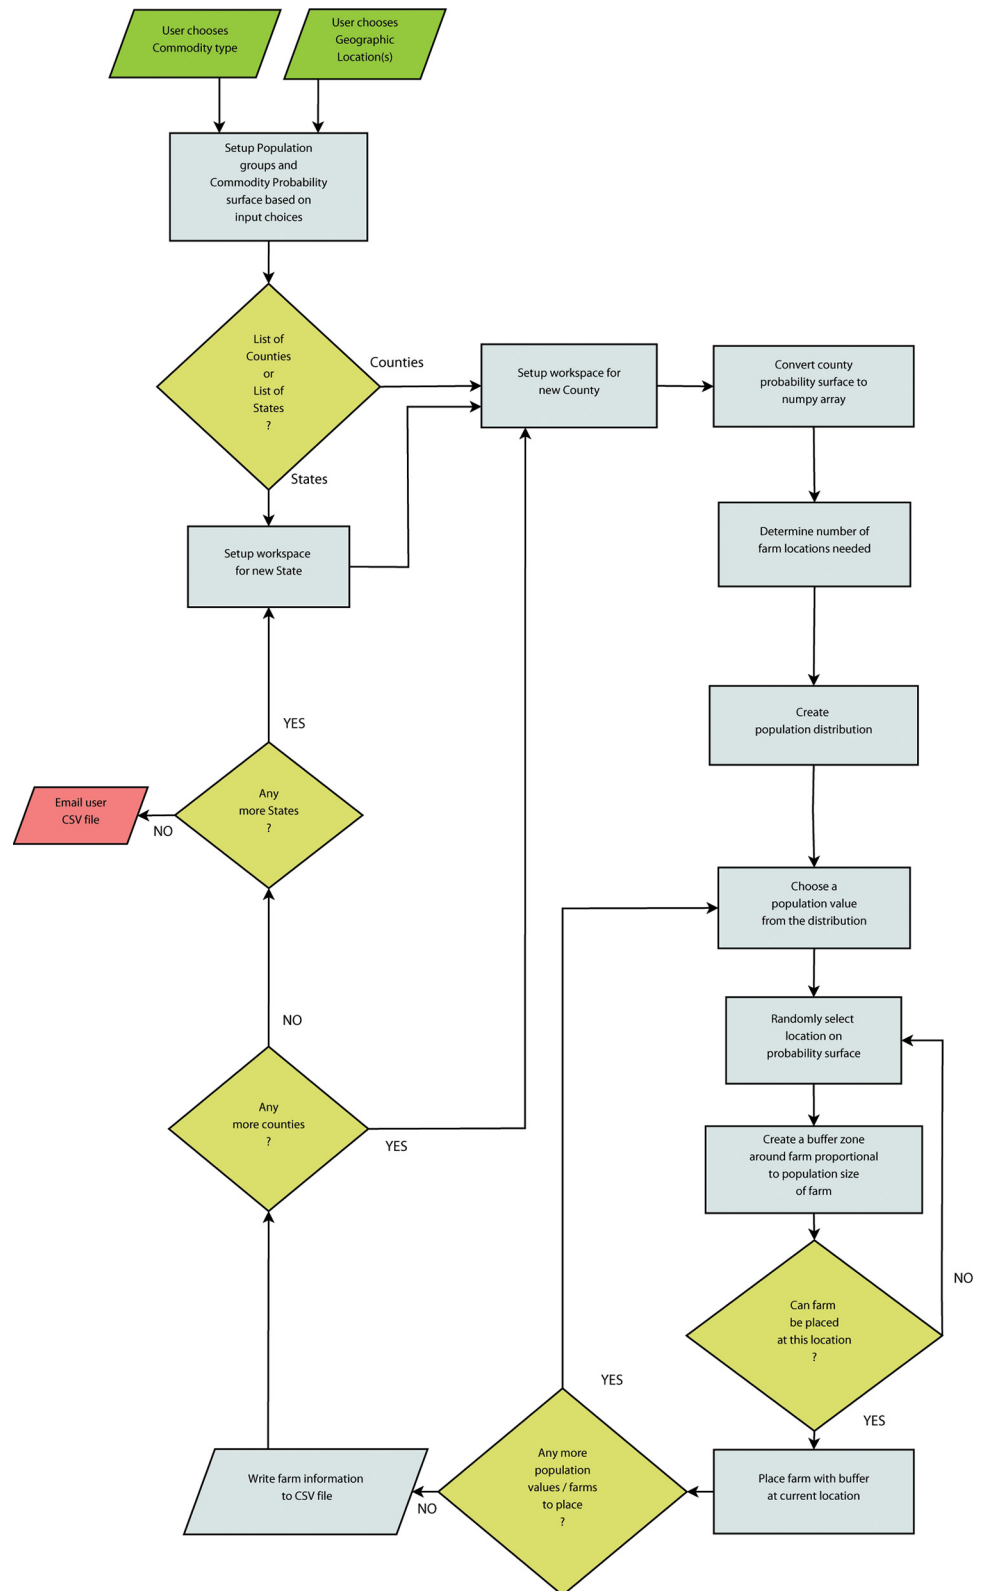 User chooses
Commodity type
User chooses
Geographic
Location(s)
Setup Population
groups and
Commodity Probability
surface based on
input choices
List of
Counties
or
List of
States
?
Counties
States
Setup workspace for
new County
Convert county
probability surface to
numpy array
Setup workspace
for new State
Determine number of
farm locations needed
Create
population distribution
YES
Any
more States
?
Email user
CSV file
NO
Choose a
population value
from the distribution
NO
Randomly select
location on
probability surface
Any
more counties
?
YES
Create a buffer zone
around farm proportional
to population size
of farm
NO
Can farm
be placed
at this location
?
YES
YES
Place farm with buffer
at current location
Any more
population
values / farms
to place
?
NO
Write farm information
to CSV file